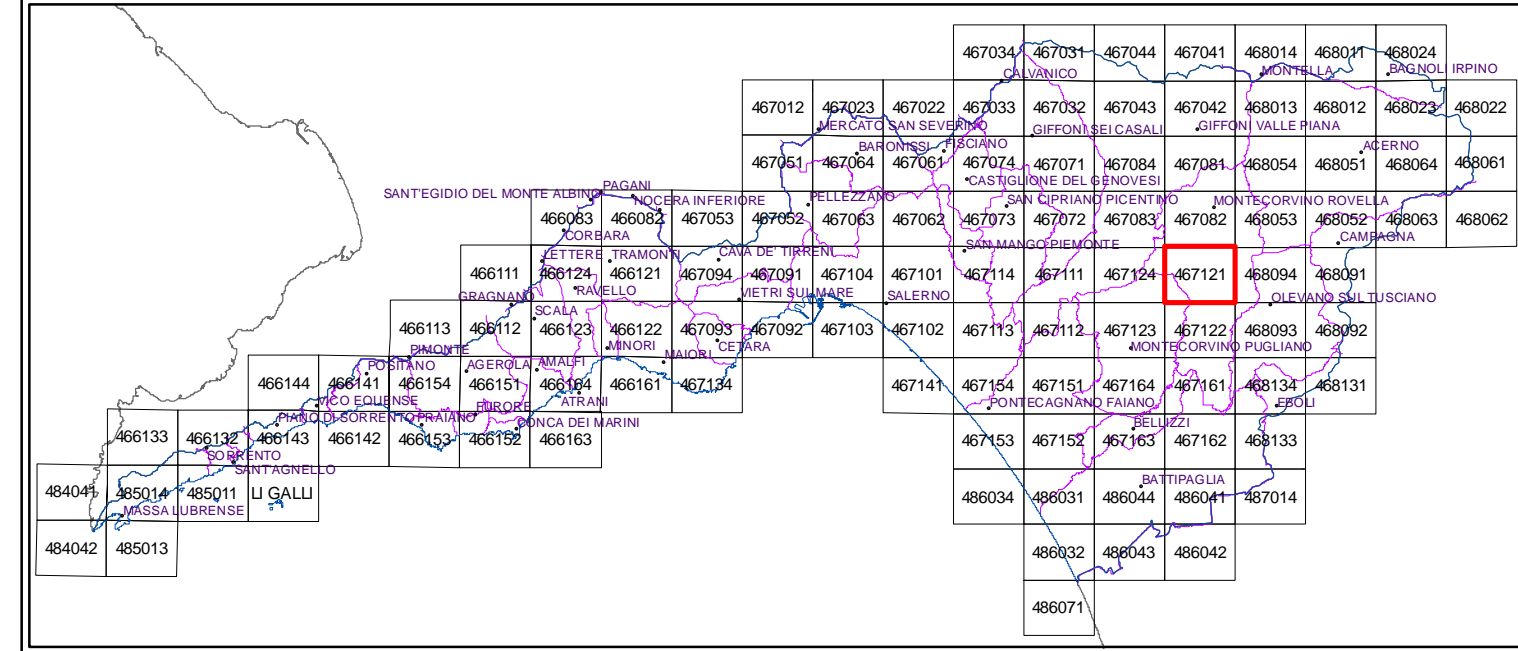 467034 467031 467044 467041 468014 468011 468024
CALVANICO MONTELLA BAGNOLI IRPINO
467012 467023 467022 467033 467032 467043 467042 468013 468012 468023 468022
MERCATO SAN SEVERINO GIFFONI SEI CASALI GIFFONI VALLE PIANA
BARONISSI FISCIANO ACERNO
467051 467064 467061 467074 467071 467084 467081 468054 468051 468064 468061
CASTIGLIONE DEL GENOVESI
SANT'EGIDIO DEL MONTE ALBINO PAGANI
NOCERA INFERIORE PELLEZZANO SAN CIPRIANO PICENTINO MONTECORVINO ROVELLA
466083 466082 467053 467052 467063 467062 467073 467072 467083 467082 468053 468052 468063 468062
CORBARA CAMPAGNA
LETTERE TRAMONTI CAVA DE' TIRRENI SAN MANGO PIEMONTE
466111 466124 466121 467094 467091 467104 467101 467114 467111 467124 467121 468094 468091
RAVELLO
GRAGNANO VIETRI SUL MARE SALERNO OLEVANO SUL TUSCIANO
SCALA
466113 466112 466123 466122 467093 467092 467103 467102 467113 467112 467123 467122 468093 468092
PIMONTE MINORI MAIORI CETARA MONTECORVINO PUGLIANO
POSITANO AGEROLA AMALFI
466144 466141 466154 466151 466164 466161 467134 467141 467154 467151 467164 467161 468134 468131
VICO EQUENSE FURORE ATRANI PONTECAGNANO FAIANO EBOLI
PIANO DI SORRENTO PRAIANO CONCA DEI MARINI BELLIZZI
466133 466132 466143 466142 466153 466152 466163 467153 467152 467163 467162 468133
SORRENTO
SANT'AGNELLO BATTIPAGLIA
484041 485014 485011 LI GALLI 486034 486031 486044 486041 487014
MASSA LUBRENSE
484042 485013 486032 486043 486042
486071